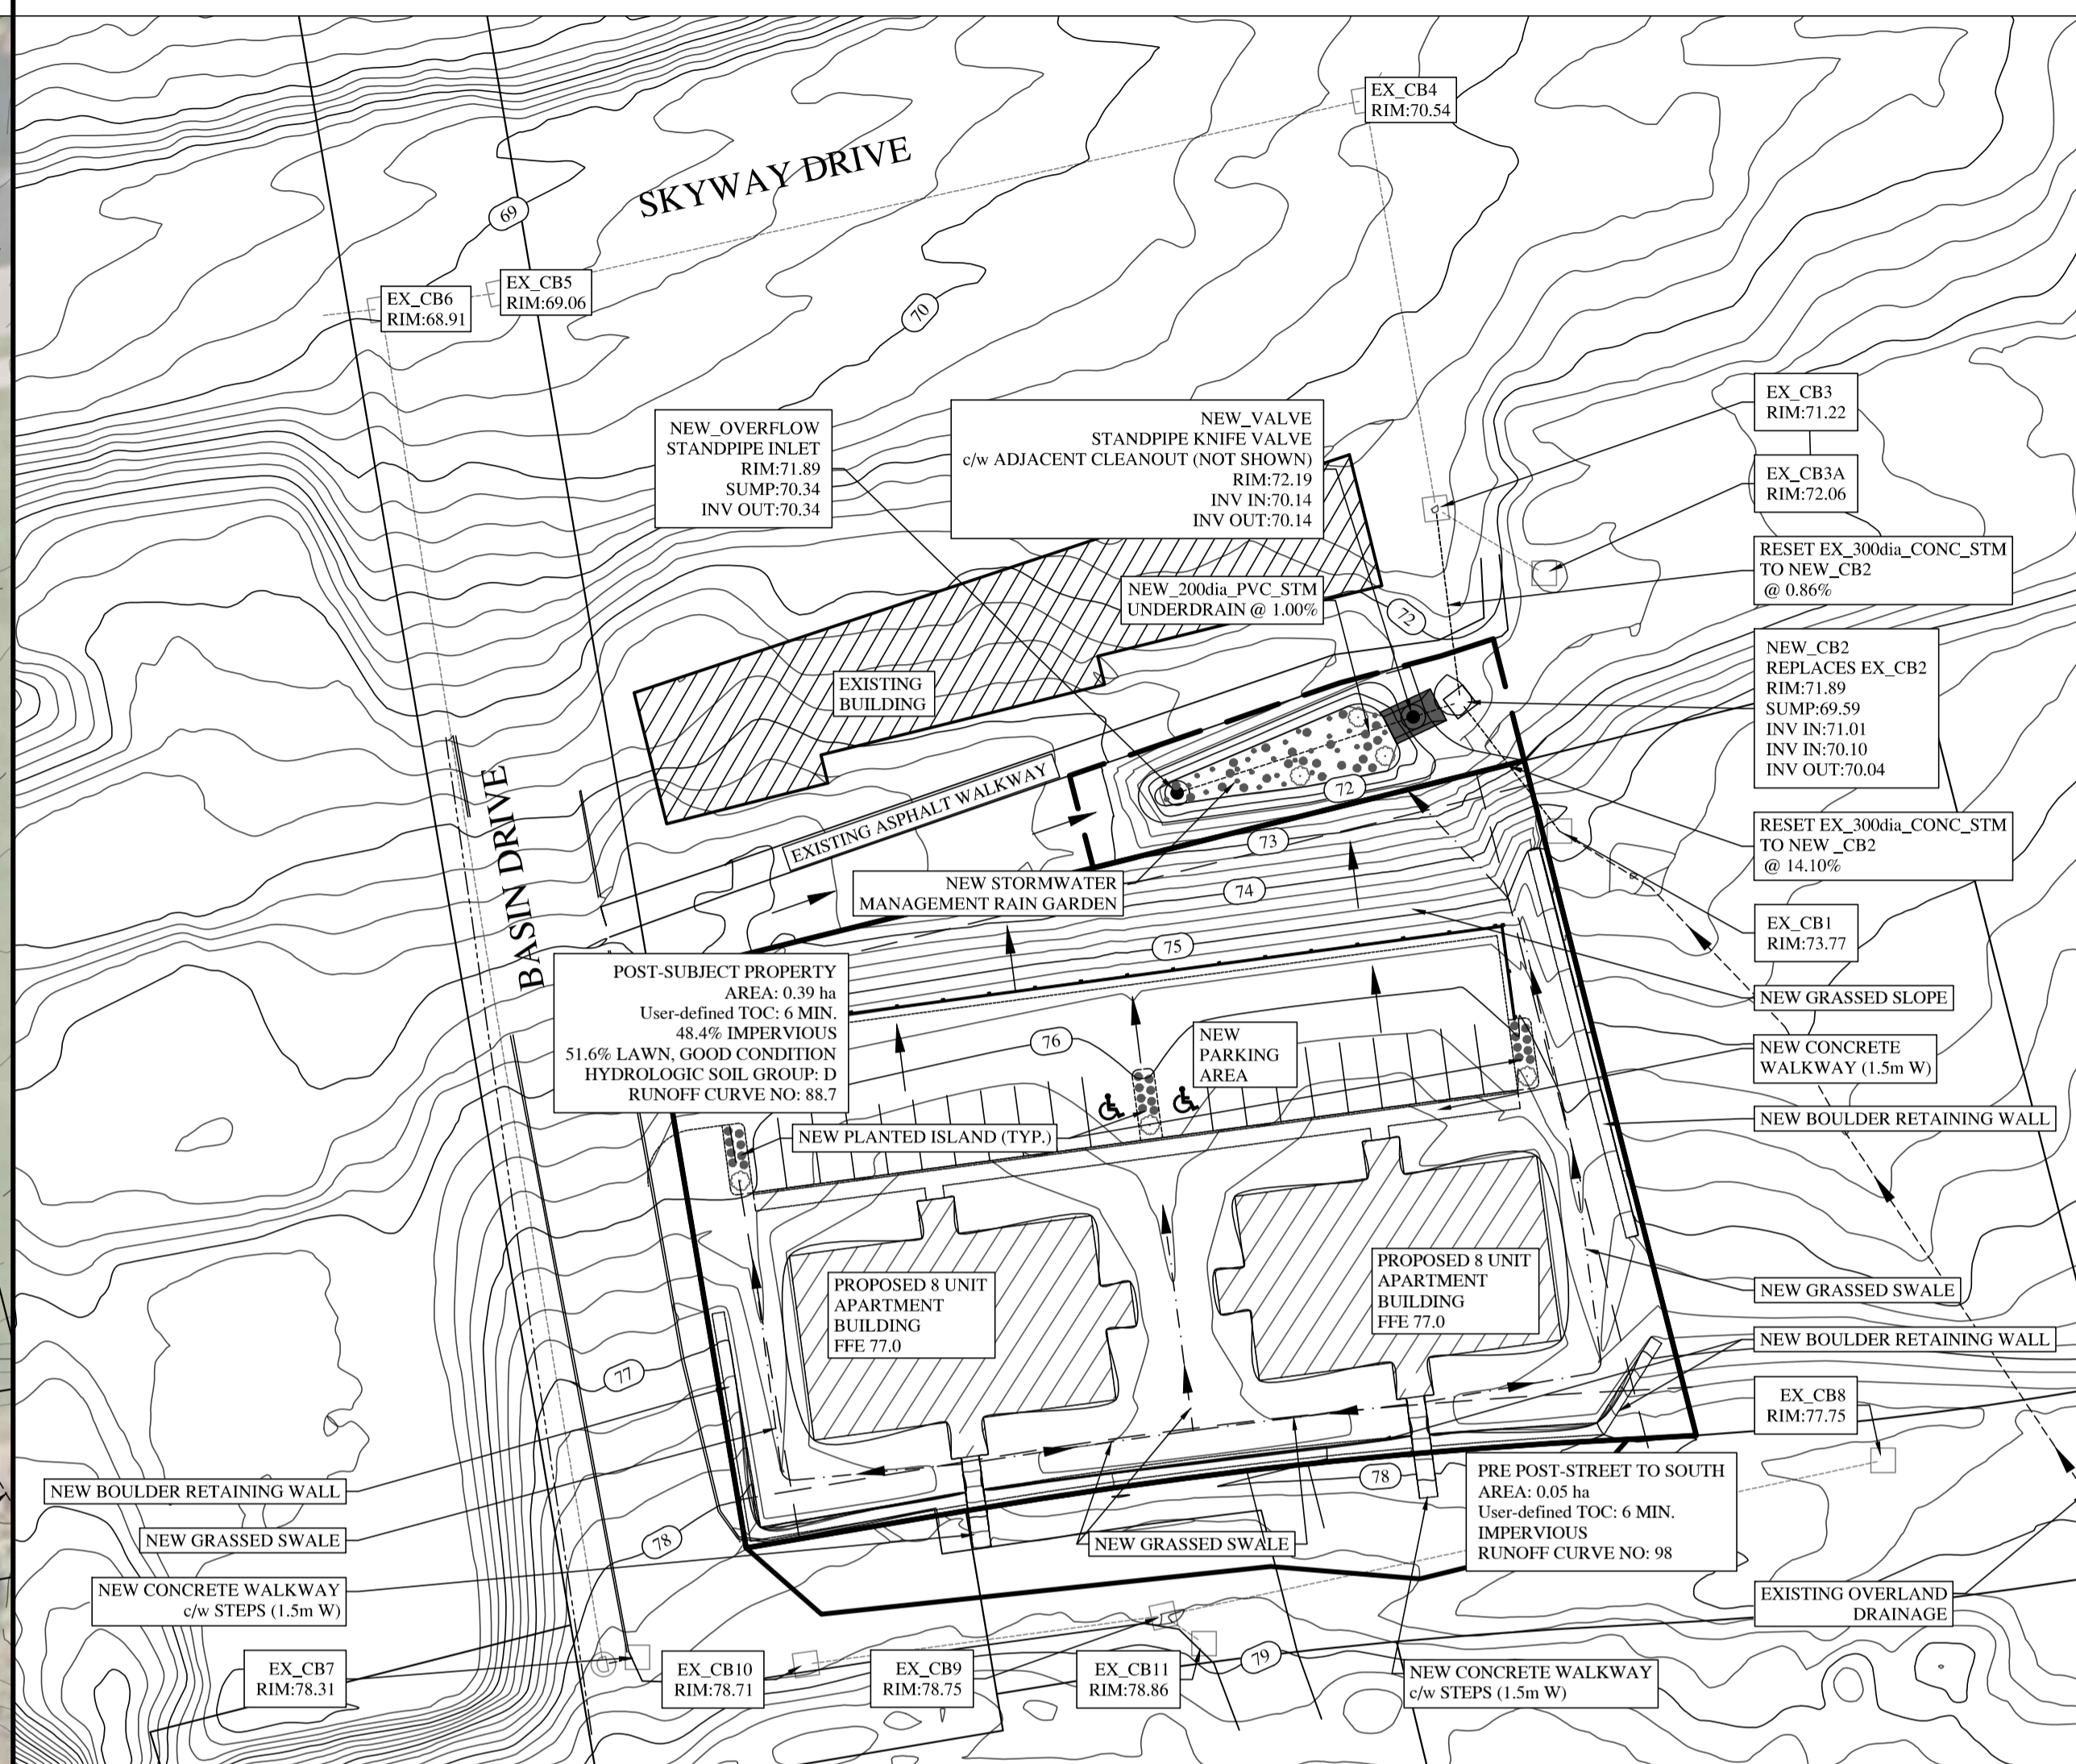 EX_CB4
RIM:70.54
SKYWAY DRIVE
69
EX_CB5
RIM:69.06
EX_CB6
RIM:68.91
70
EX_CB3
RIM:71.22
NEW_OVERFLOW
STANDPIPE INLET
RIM:71.89
SUMP:70.34
INV OUT:70.34
NEW_VALVE
STANDPIPE KNIFE VALVE
c/w ADJACENT CLEANOUT (NOT SHOWN)
RIM:72.19
INV IN:70.14
INV OUT:70.14
EX_CB3A
RIM:72.06
RESET EX_300dia_CONC_STM
TO NEW_CB2
@ 0.86%
NEW_200dia_PVC_STM
UNDERDRAIN @ 1.00%
72
NEW_CB2
REPLACES EX_CB2
RIM:71.89
SUMP:69.59
INV IN:71.01
INV IN:70.10
INV OUT:70.04
EXISTING
BUILDING
72
EXISTING ASPHALT WALKWAY
BASIN DRIVE
73
RESET EX_300dia_CONC_STM
TO NEW_CB2
@ 14.10%
NEW STORMWATER
MANAGEMENT RAIN GARDEN
74
EX_CB1
RIM:73.77
75
POST-SUBJECT PROPERTY
AREA: 0.39 ha
User-defined TOC: 6 MIN.
48.4% IMPERVIOUS
51.6% LAWN, GOOD CONDITION
HYDROLOGIC SOIL GROUP: D
RUNOFF CURVE NO: 88.7
NEW GRASSED SLOPE
76
NEW
PARKING
AREA
NEW CONCRETE
WALKWAY (1.5m W)
NEW BOULDER RETAINING WALL
NEW PLANTED ISLAND (TYP.)
PROPOSED 8 UNIT
APARTMENT
BUILDING
FFE 77.0
PROPOSED 8 UNIT
APARTMENT
BUILDING
FFE 77.0
NEW GRASSED SWALE
NEW BOULDER RETAINING WALL
77
EX_CB8
RIM:77.75
78
PRE POST-STREET TO SOUTH
AREA: 0.05 ha
User-defined TOC: 6 MIN.
IMPERVIOUS
RUNOFF CURVE NO: 98
NEW BOULDER RETAINING WALL
NEW GRASSED SWALE
78
NEW GRASSED SWALE
NEW CONCRETE WALKWAY
c/w STEPS (1.5m W)
EXISTING OVERLAND
DRAINAGE
EX_CB7
RIM:78.31
EX_CB10
RIM:78.71
EX_CB9
RIM:78.75
EX_CB11
RIM:78.86
79
NEW CONCRETE WALKWAY
c/w STEPS (1.5m W)